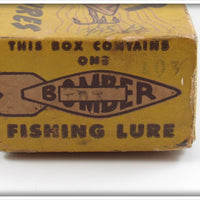 THIS BOX CONTAINS
ONE
BOMBER
FISHING LURE